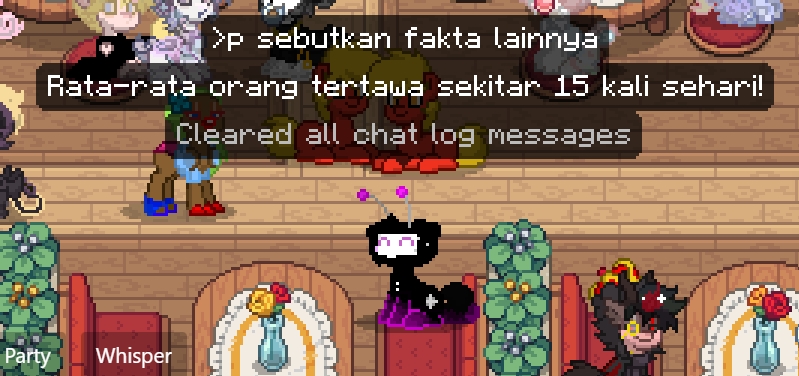 >p sebutkan fakta lainnya
Rata-rata orang tertawa sekitar 15 kali sehari!
Cleared all chat log messages
Party
Whisper